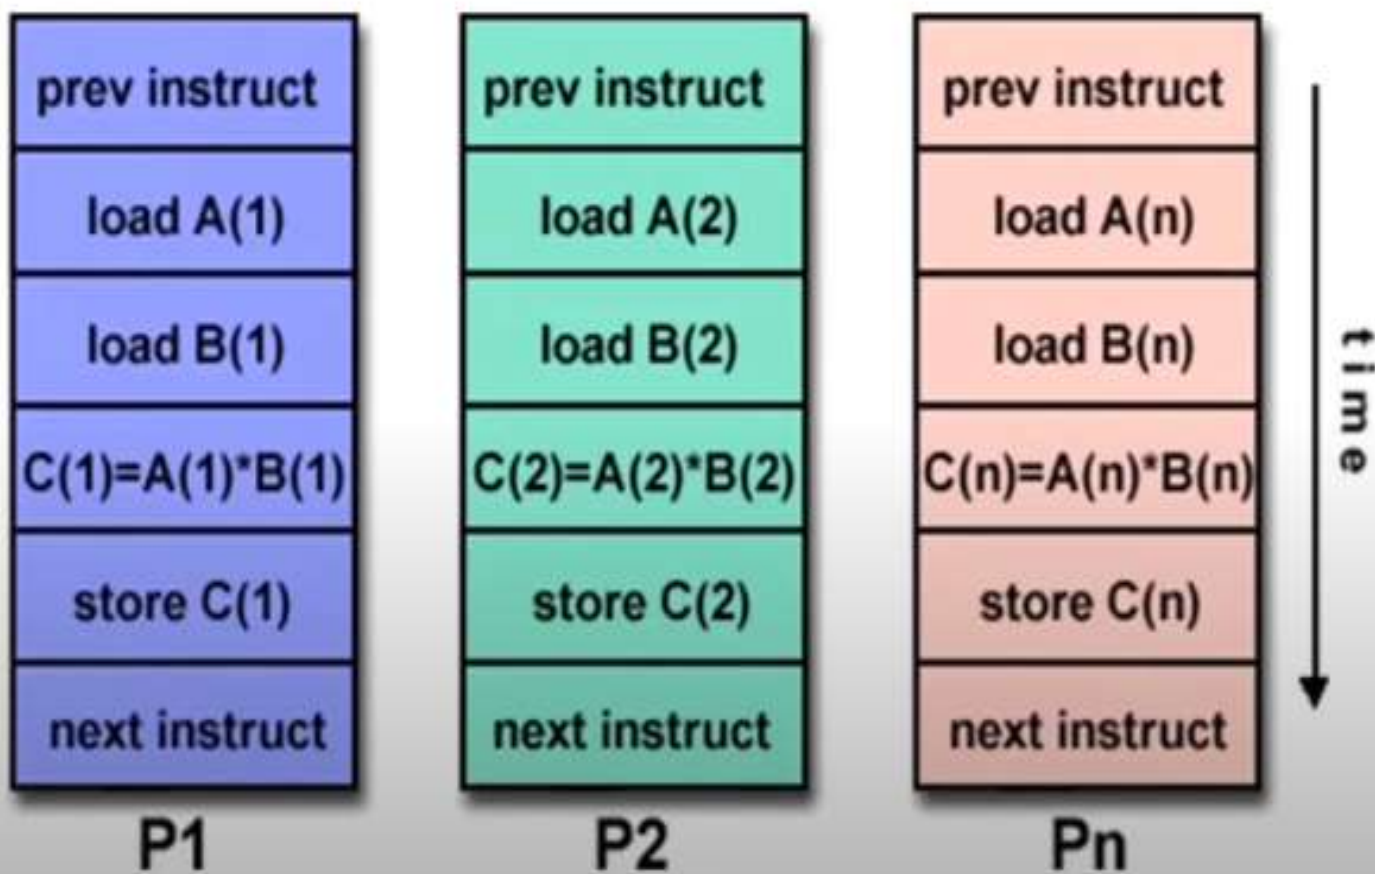 prev instruct
load A(1)
load B(1)
C(1)=A(1)*B(1)
store C(1)
next instruct
P1
prev instruct
load A(2)
load B(2)
C(2)=A(2)*B(2)
store C(2)
next instruct
P2
prev instruct
load A(n)
load B(n)
C(n)=A(n)*B(n)
store C(n)
next instruct
Pn
time